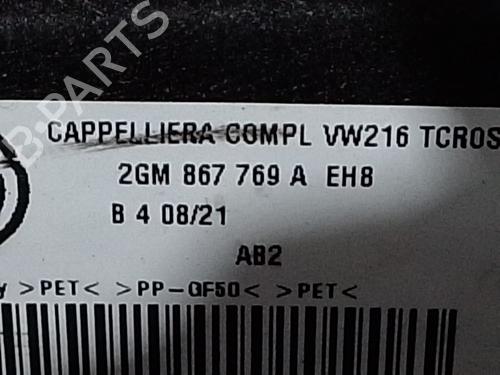 B-PARTS
CAPPELLIERA COMPL VW216 TCROS
2GM 867 769 A EH8
B 4 08/21
AB2
>PET< >PP-GF50< >PET<